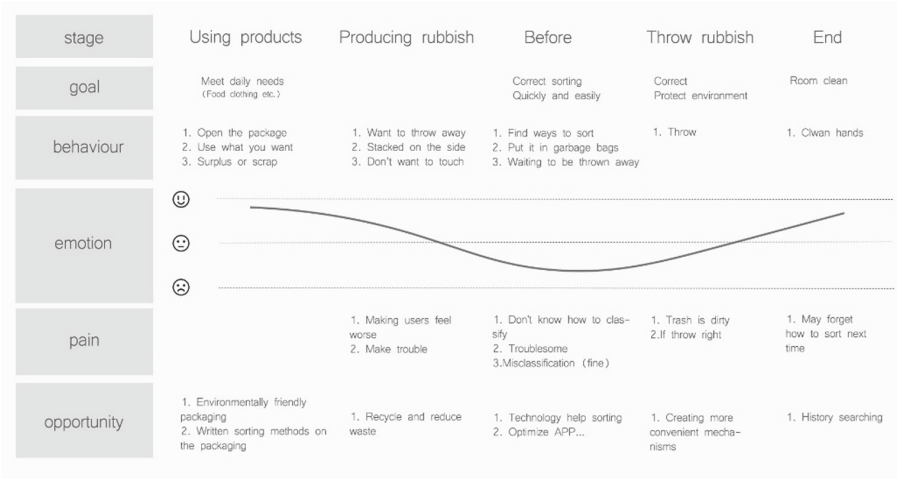 stage
Using products
Producing rubbish
Before
Throw rubbish
End
goal
Meet daily needs
(Food clothing etc.)
Correct sorting
Quickly and easily
Correct
Protect environment
Room clean
behaviour
1. Open the package
2. Use what you want
3. Surplus or scrap
1. Want to throw away
2. Stacked on the side
3. Don't want to touch
1. Find ways to sort
2. Put it in garbage bags
3. Waiting to be thrown away
1. Throw
1. Clwan hands
emotion
pain
1. Making users feel
worse
2. Make trouble
1. Don't know how to clas-
sify
2. Troublesome
3.Misclassification (fine)
1. Trash is dirty
2.If throw right
1. May forget
how to sort next
time
opportunity
1. Environmentally friendly
packaging
2. Written sorting methods on
the packaging
1. Recycle and reduce
waste
1. Technology help sorting
2. Optimize APP...
1. Creating more
convenient mecha-
nisms
1. History searching